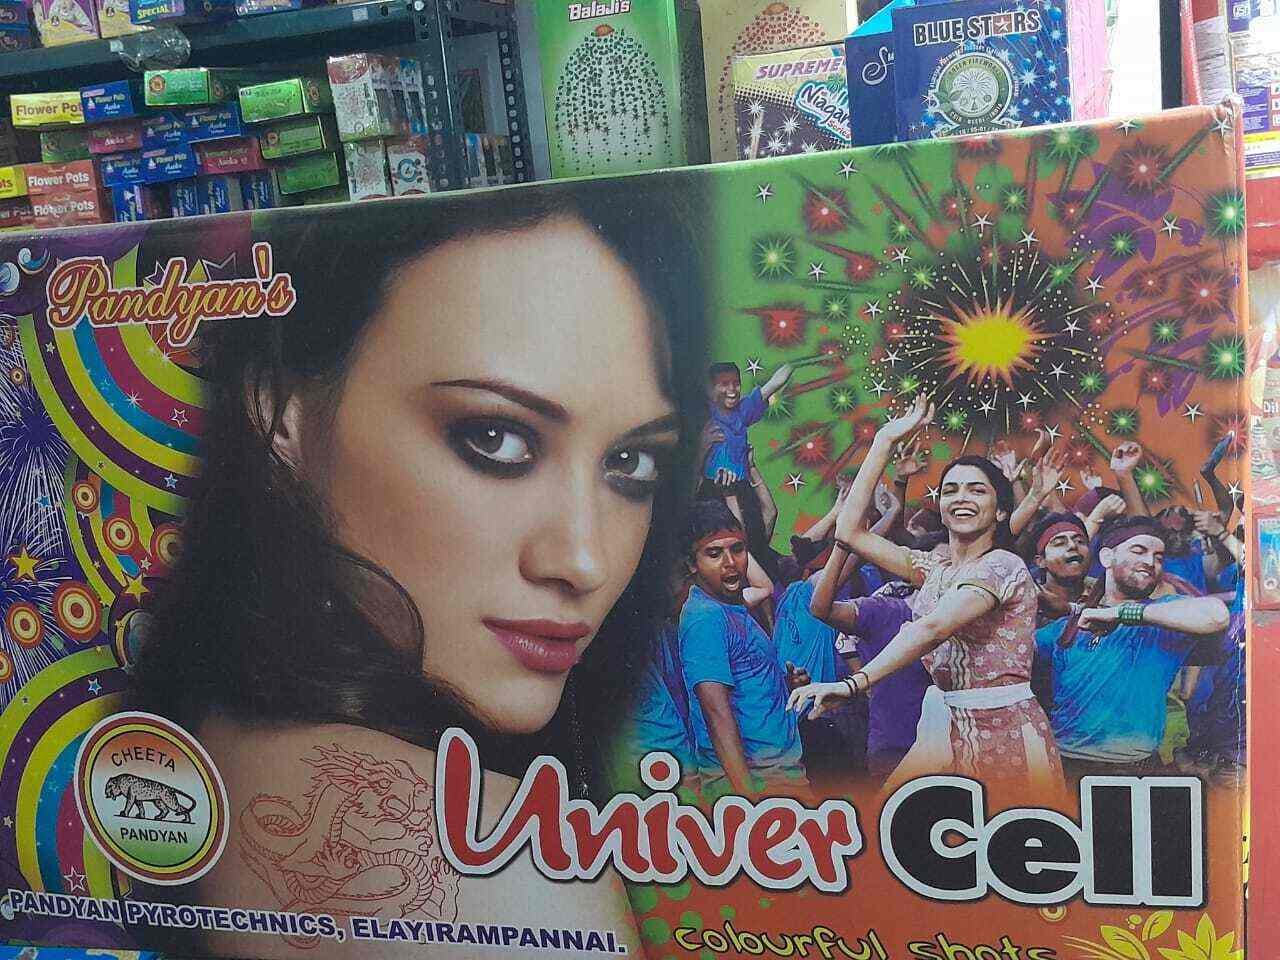 SPECIAL
Balaji's
BLUE STARS
SUPREME
Niagara
Flower Pots
Flower Pots
Flower Pots
Pandyan's
CHEETA
PANDYAN
Univer Cell
PANDYAN PYROTECHNICS, ELAYIRAMPANNAI.
colourful shots